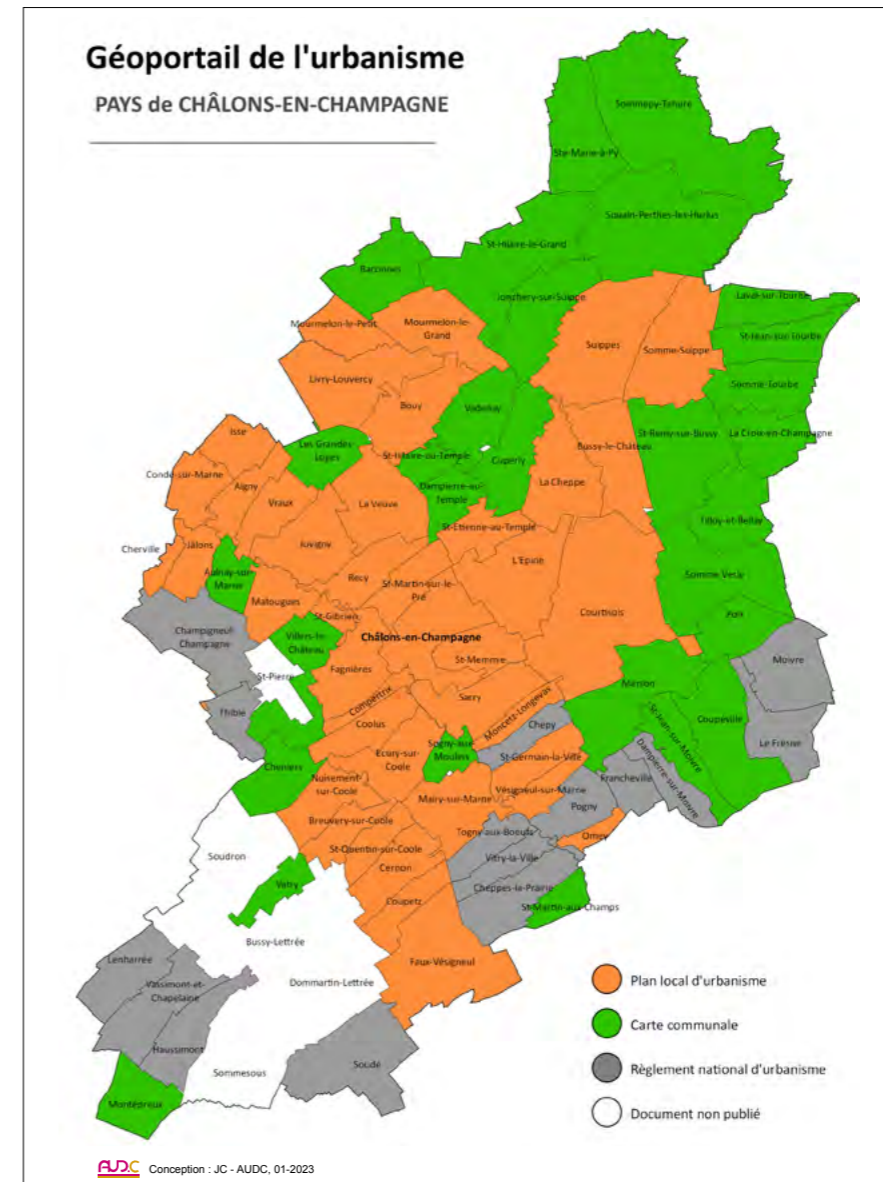 Géoportail de l'urbanisme
PAYS de CHÂLONS-EN-CHAMPAGNE
Sommepy-Tahure
Ste-Marie-à-Py
Souain-Perthes-les-Hurlus
St-Hilaire-le-Grand
Baconnes
Jonchery-sur-Suippe
Laval-sur-Tourbe
Mourmelon-le-Petit
Mourmelon-le-
Grand
St-Jean-sur-Tourbe
Suippes
Somme-Suippe
Livry-Louvercy
Somme-Tourbe
Bouy
Vadenay
Isse
St-Remy-sur-Bussy
La Croix-en-Champagne
Les Grandes-
Loges
St-Hilaire-au-Temple
Bussy-le-Château
Cuperly
Condé-sur-Marne
Aigny
La Cheppe
Dampierre-au-
Temple
Vraux
La Veuve
Tilloy-et-Bellay
St-Etienne-au-Temple
Cherville
Jâlons
Juvigny
L'Epine
Aulnay-sur-
Marne
Recy
St-Martin-sur-le-
Pré
Somme-Vesle
Matougues
St-Gibrien
Courtisols
Poix
Champigneul-
Champagne
Villers-le-
Château
Châlons-en-Champagne
Fagnières
St-Memmie
Moivre
St-Pierre
Compertrix
Sarry
Marson
Thibie
Moncetz-Longevas
Coupéville
Coolus
Chepy
St-Jean-sur-Moivre
Le Fresne
Cheniers
Ecury-sur-
Coole
Sogny-aux-
Moulins
St-Germain-la-Ville
Dampierre-sur-Moivre
Nuisement-
sur-Coole
Francheville
Mairy-sur-Marne
Vésigneul-sur-Marne
Pogny
Breuvery-sur-Coole
Togny-aux-Boeufs
Omey
St-Quentin-sur-Coole
Vitry-la-Ville
Soudron
Cernon
Vatry
Cheppes-la-Prairie
Coupetz
St-Martin-aux-Champs
Bussy-Lettrée
Lenharrée
Faux-Vésigneul
Vassimont-et-
Chapelaine
Dommartin-Lettrée
Haussimont
Soudé
Sommesous
Montépreux
Plan local d'urbanisme
Carte communale
Règlement national d'urbanisme
Document non publié
AUDC Conception : JC - AUDC, 01-2023